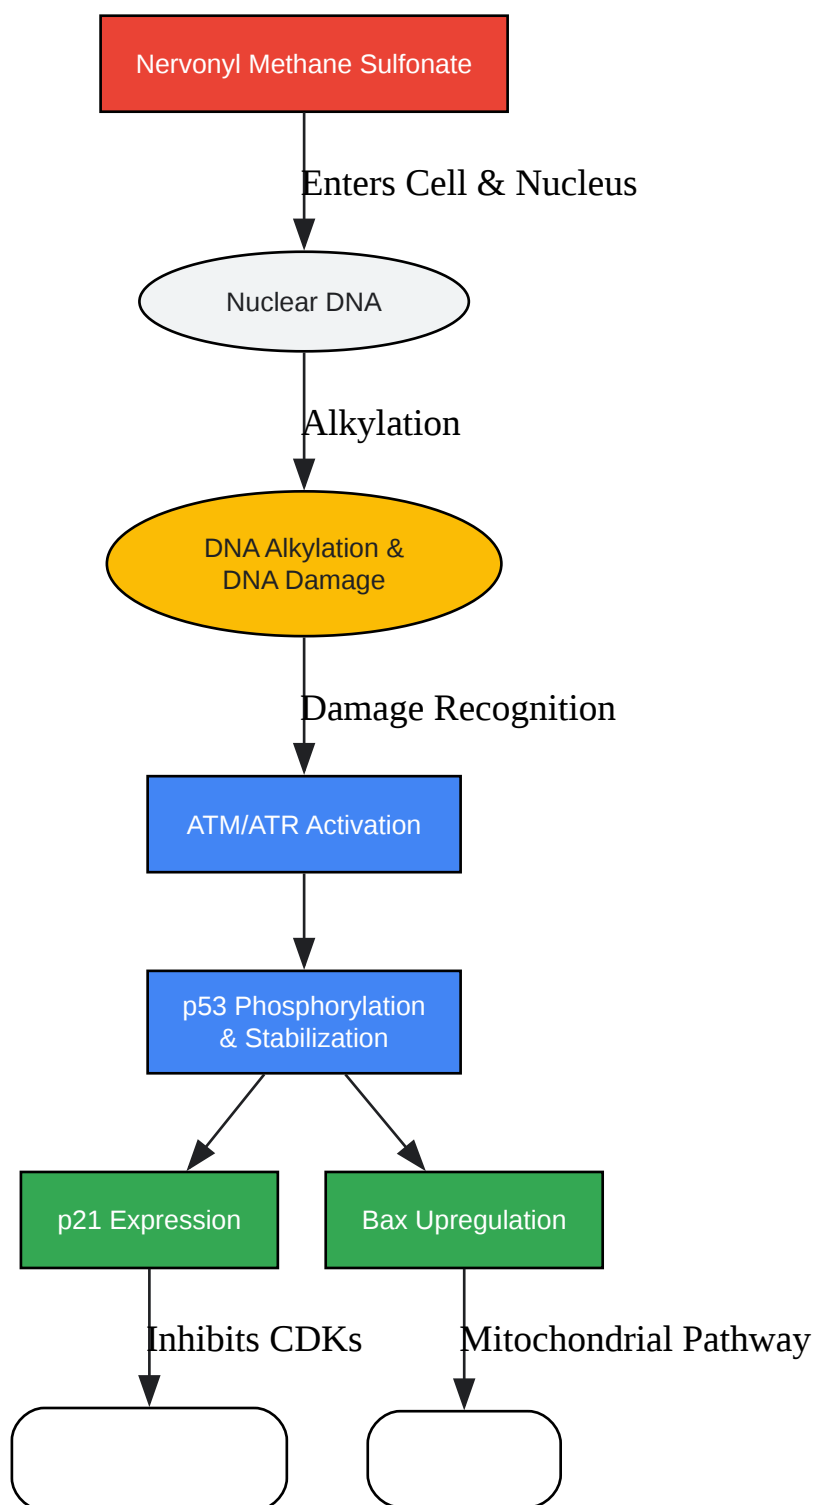 Nervonyl Methane Sulfonate
Enters Cell & Nucleus
Nuclear DNA
Alkylation
DNA Alkylation &
DNA Damage
Damage Recognition
ATM/ATR Activation
p53 Phosphorylation
& Stabilization
p21 Expression
Bax Upregulation
Inhibits CDKs
Mitochondrial Pathway